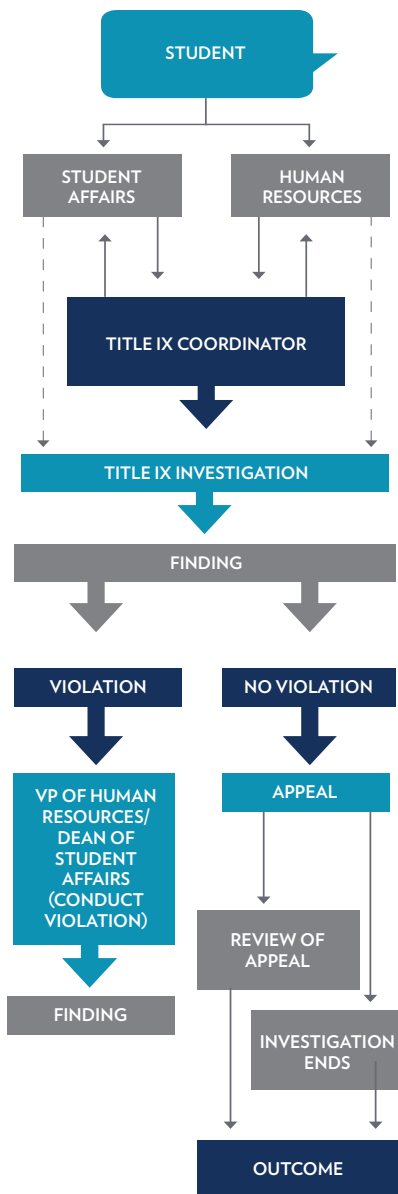 STUDENT
STUDENT
AFFAIRS
HUMAN
RESOURCES
TITLE IX COORDINATOR
TITLE IX INVESTIGATION
FINDING
VIOLATION
NO VIOLATION
VP OF HUMAN
RESOURCES/
DEAN OF
STUDENT
AFFAIRS
(CONDUCT
VIOLATION)
FINDING
APPEAL
REVIEW OF
APPEAL
INVESTIGATION
ENDS
OUTCOME